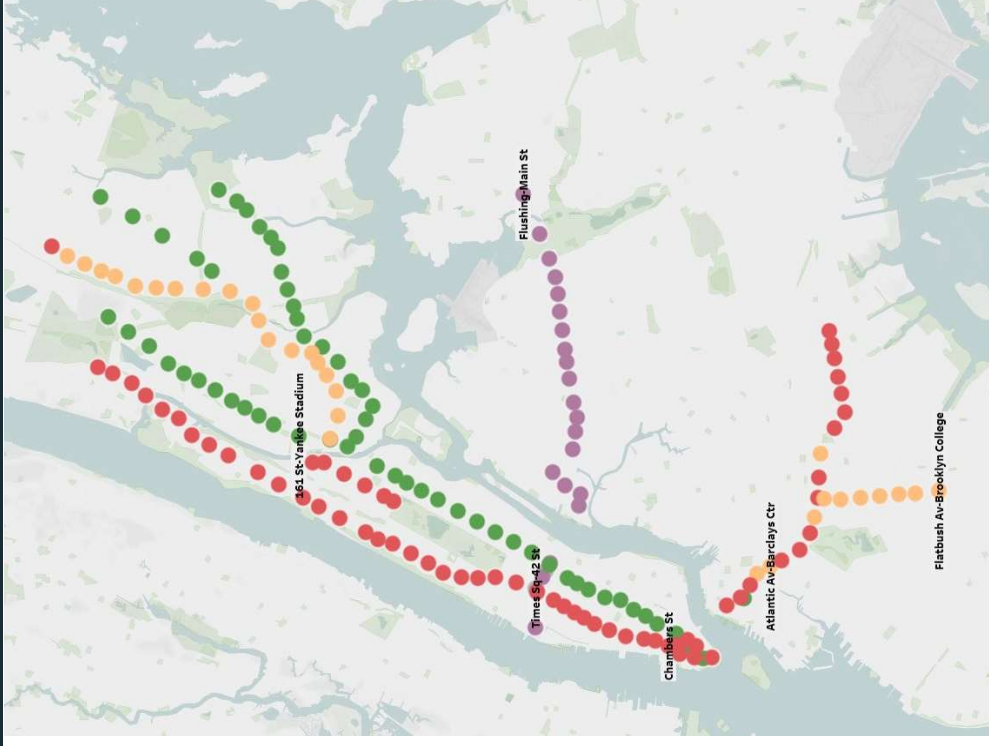 Flushing-Main St
161 St-Yankee Stadium
Times Sq-42 St
Chambers St
Atlantic Av-Barclays Ctr
Flatbush Av-Brooklyn College